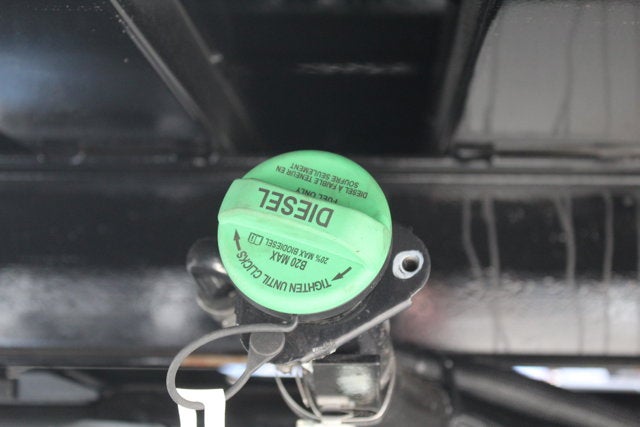 TIGHTEN UNTIL CLICKS
B20 MAX
20% MAX BIODIESEL
DIESEL
FUEL ONLY
DIESEL À FAIBLE TENEUR EN
SOUFRE SEULEMENT